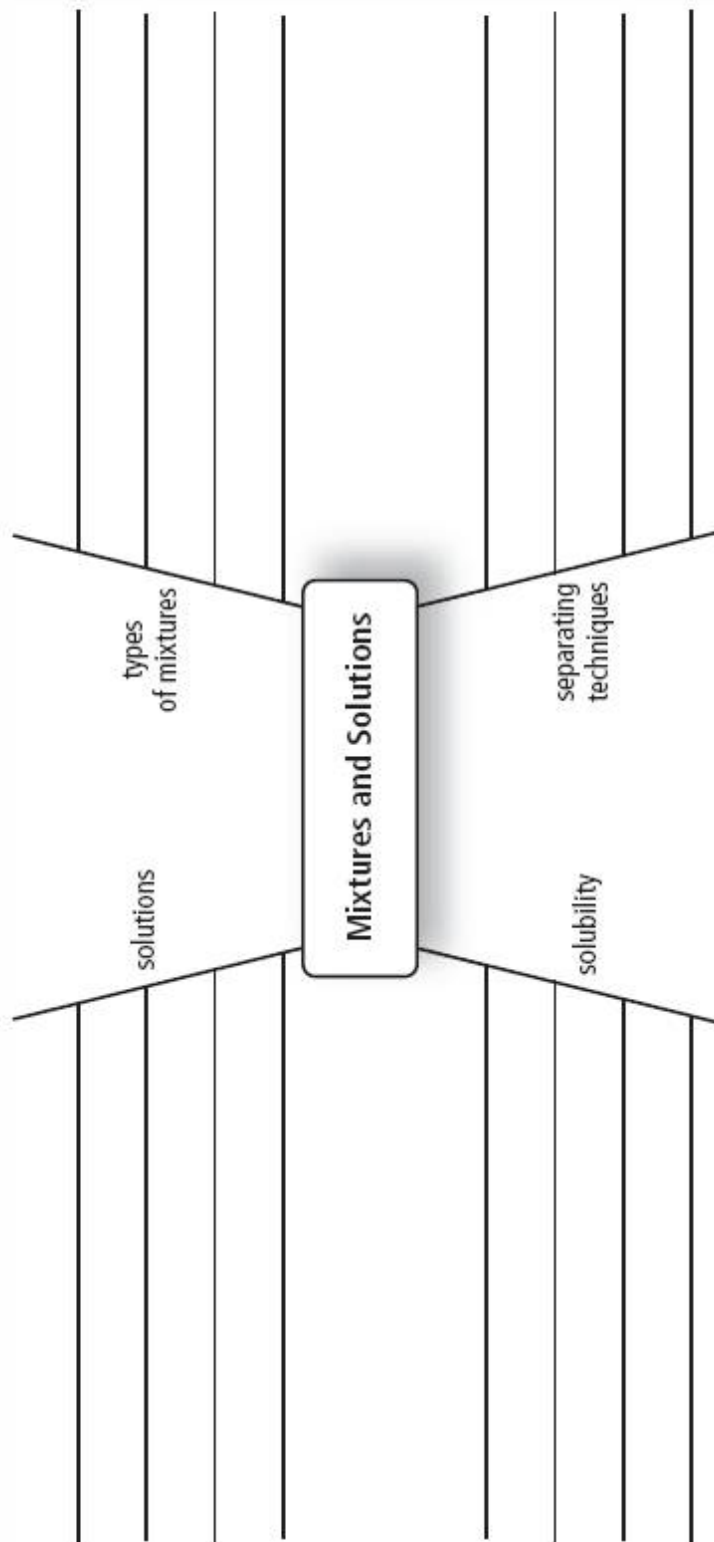 solutions
types
of mixtures
Mixtures and Solutions
solubility
separating
techniques